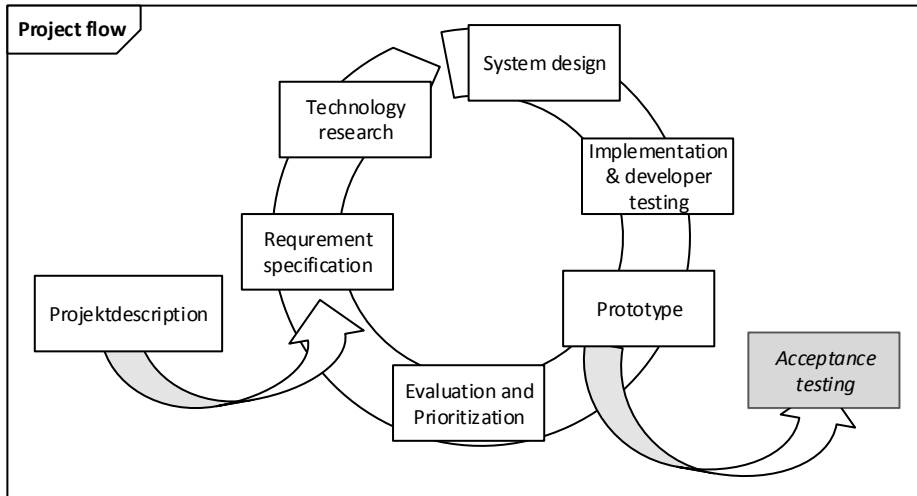 Project flow
System design
Technology
research
Implementation
& developer
testing
Requrement
specification
Projektdescription
Prototype
Acceptance
testing
Evaluation and
Prioritization